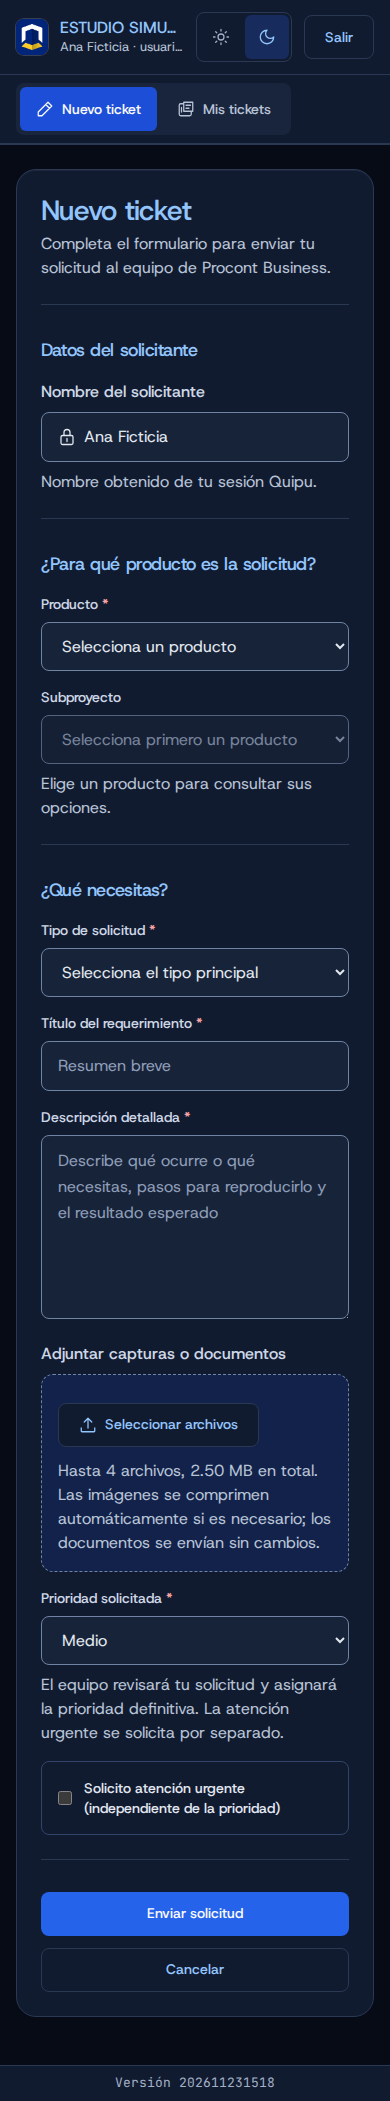 ESTUDIO SIMU...
Ana Ficticia · usuari...
Salir
Nuevo ticket
Mis tickets
Nuevo ticket
Completa el formulario para enviar tu
solicitud al equipo de Procont Business.
Datos del solicitante
Nombre del solicitante
Ana Ficticia
Nombre obtenido de tu sesión Quipu.
¿Para qué producto es la solicitud?
Producto *
Selecciona un producto
Subproyecto
Selecciona primero un producto
Elige un producto para consultar sus
opciones.
¿Qué necesitas?
Tipo de solicitud *
Selecciona el tipo principal
Título del requerimiento *
Resumen breve
Descripción detallada *
Describe qué ocurre o qué
necesitas, pasos para reproducirlo y
el resultado esperado
Adjuntar capturas o documentos
Seleccionar archivos
Hasta 4 archivos, 2.50 MB en total.
Las imágenes se comprimen
automáticamente si es necesario; los
documentos se envían sin cambios.
Prioridad solicitada *
Medio
El equipo revisará tu solicitud y asignará
la prioridad definitiva. La atención
urgente se solicita por separado.
Solicito atención urgente
(independiente de la prioridad)
Enviar solicitud
Cancelar
Versión 202611231518